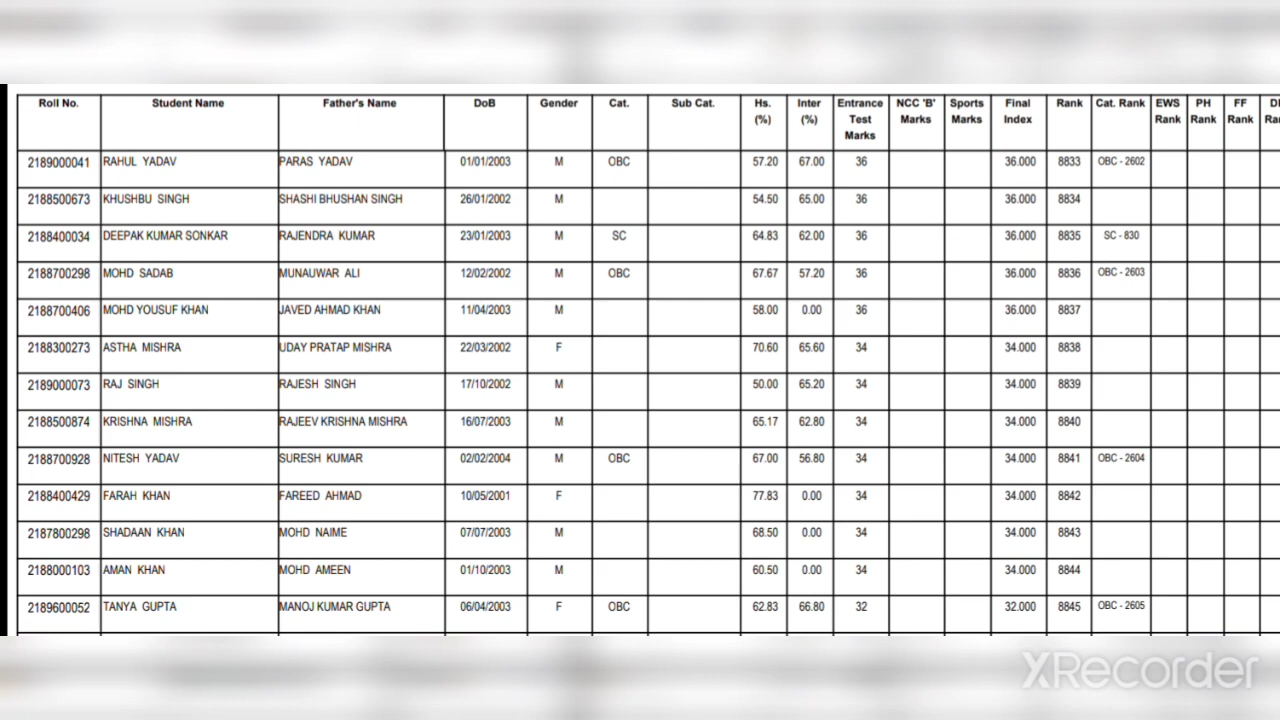 Roll No. Student Name Father's Name DoB Gender Cat. Sub Cat. Hs. (%) Inter (%) Entrance Test Marks NCC 'B' Marks Sports Marks Final Index Rank Cat. Rank EWS Rank PH Rank FF Rank
2189000041 RAHUL YADAV PARAS YADAV 01/01/2003 M OBC 57.20 67.00 36 36.000 8833 OBC - 2602
2188500673 KHUSHBU SINGH SHASHI BHUSHAN SINGH 26/01/2002 M 54.50 65.00 36 36.000 8834
2188400034 DEEPAK KUMAR SONKAR RAJENDRA KUMAR 23/01/2003 M SC 64.83 62.00 36 36.000 8835 SC - 830
2188700298 MOHD SADAB MUNAUWAR ALI 12/02/2002 M OBC 67.67 57.20 36 36.000 8836 OBC - 2603
2188700406 MOHD YOUSUF KHAN JAVED AHMAD KHAN 11/04/2003 M 58.00 0.00 36 36.000 8837
2188300273 ASTHA MISHRA UDAY PRATAP MISHRA 22/03/2002 F 70.60 65.60 34 34.000 8838
2189000073 RAJ SINGH RAJESH SINGH 17/10/2002 M 50.00 65.20 34 34.000 8839
2188500874 KRISHNA MISHRA RAJEEV KRISHNA MISHRA 16/07/2003 M 65.17 62.80 34 34.000 8840
2188700928 NITESH YADAV SURESH KUMAR 02/02/2004 M OBC 67.00 56.80 34 34.000 8841 OBC - 2604
2188400429 FARAH KHAN FAREED AHMAD 10/05/2001 F 77.83 0.00 34 34.000 8842
2187800298 SHADAAN KHAN MOHD NAIME 07/07/2003 M 68.50 0.00 34 34.000 8843
2188000103 AMAN KHAN MOHD AMEEN 01/10/2003 M 60.50 0.00 34 34.000 8844
2189600052 TANYA GUPTA MANOJ KUMAR GUPTA 06/04/2003 F OBC 62.83 66.80 32 32.000 8845 OBC - 2605
XRecorder